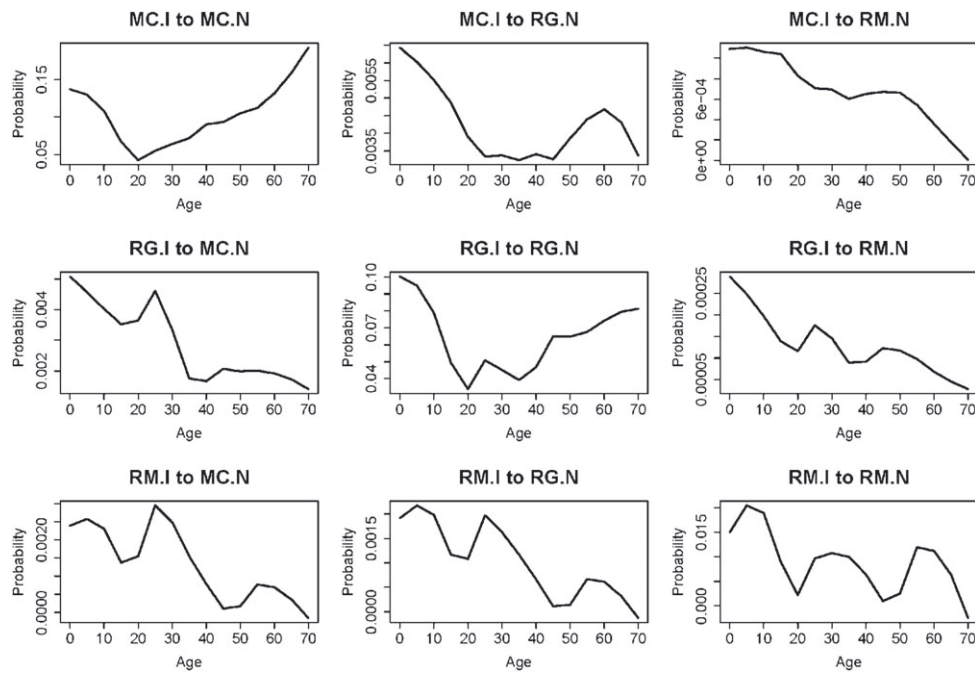 MC.I to MC.N
Probability
0.05 0.15
0 10 20 30 40 50 60 70
Age
MC.I to RG.N
Probability
0.0035 0.0055
0 10 20 30 40 50 60 70
Age
MC.I to RM.N
Probability
0e+00 6e-04
0 10 20 30 40 50 60 70
Age
RG.I to MC.N
Probability
0.002 0.004
0 10 20 30 40 50 60 70
Age
RG.I to RG.N
Probability
0.04 0.07 0.10
0 10 20 30 40 50 60 70
Age
RG.I to RM.N
Probability
0.00005 0.00025
0 10 20 30 40 50 60 70
Age
RM.I to MC.N
Probability
0.0000 0.0020
0 10 20 30 40 50 60 70
Age
RM.I to RG.N
Probability
0.0000 0.0015
0 10 20 30 40 50 60 70
Age
RM.I to RM.N
Probability
0.000 0.015
0 10 20 30 40 50 60 70
Age